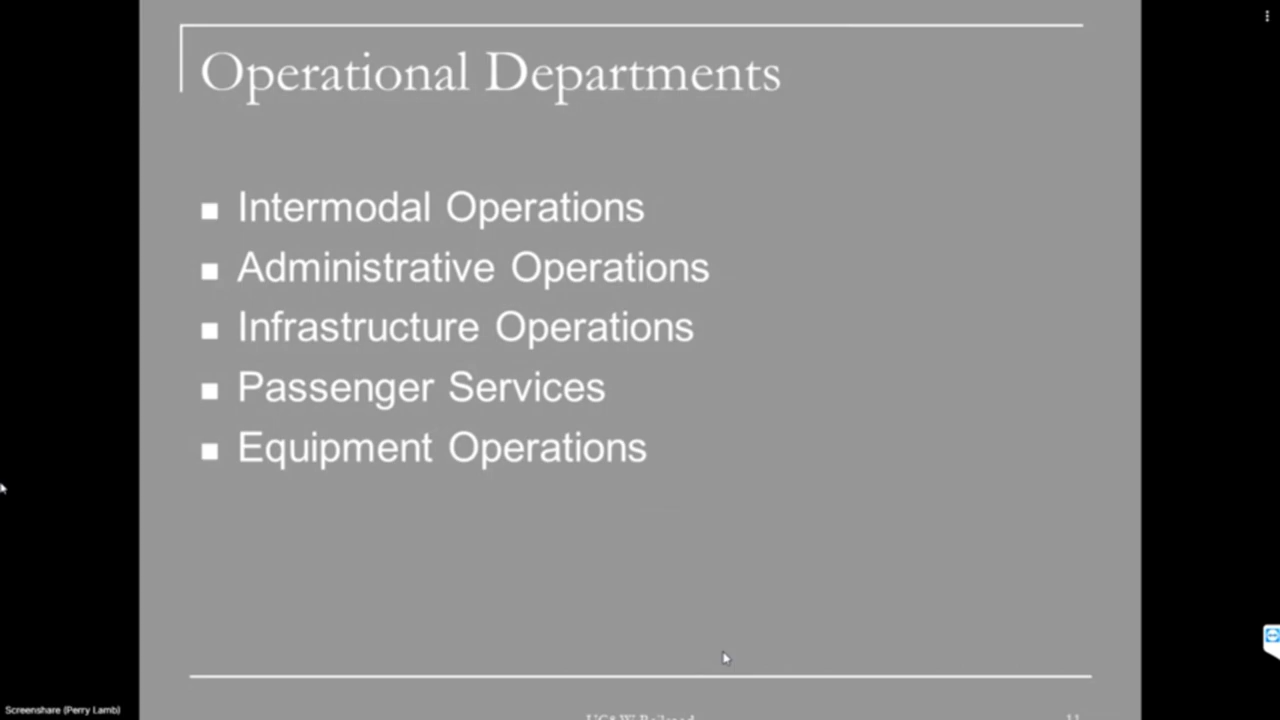 Operational Departments
Intermodal Operations
Administrative Operations
Infrastructure Operations
Passenger Services
Equipment Operations
Screenshare (Perry Lamb)